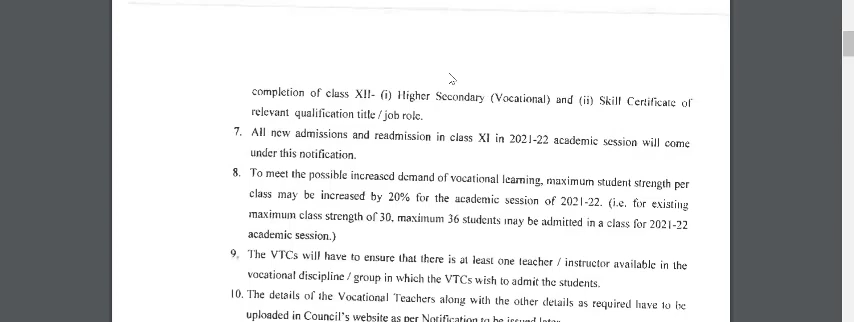 completion of class XII- (i) Higher Secondary (Vocational) and (ii) Skill Certificate of
relevant qualification title / job role.
7. All new admissions and readmission in class XI in 2021-22 academic session will come
under this notification.
8. To meet the possible increased demand of vocational learning, maximum student strength per
class may be increased by 20% for the academic session of 2021-22. (i.e. for existing
maximum class strength of 30, maximum 36 students may be admitted in a class for 2021-22
academic session.)
9. The VTCs will have to ensure that there is at least one teacher / instructor available in the
vocational discipline / group in which the VTCs wish to admit the students.
10. The details of the Vocational Teachers along with the other details as required have to be
uploaded in Council's website as per Notification to be issued later